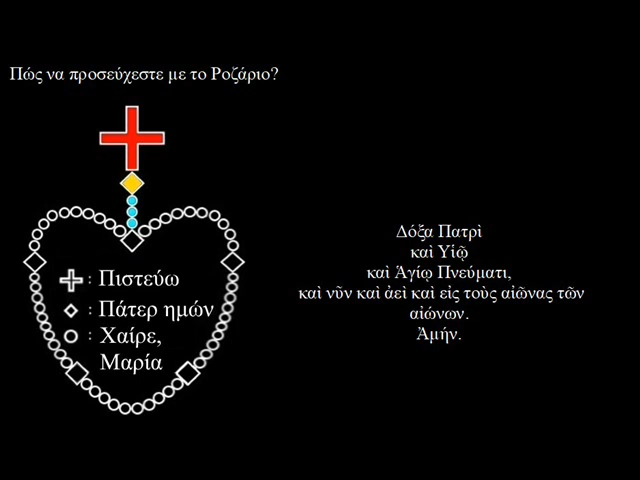 Πώς να προσεύχεστε με το Ροζάριο?
: Πιστεύω
: Πάτερ ημών
: Χαίρε,
Μαρία
Δόξα Πατρὶ
καὶ Υἱῷ
καὶ Ἁγίῳ Πνεύματι,
καὶ νῦν καὶ ἀεὶ καὶ εἰς τοὺς αἰῶνας τῶν
αἰώνων.
Ἀμήν.